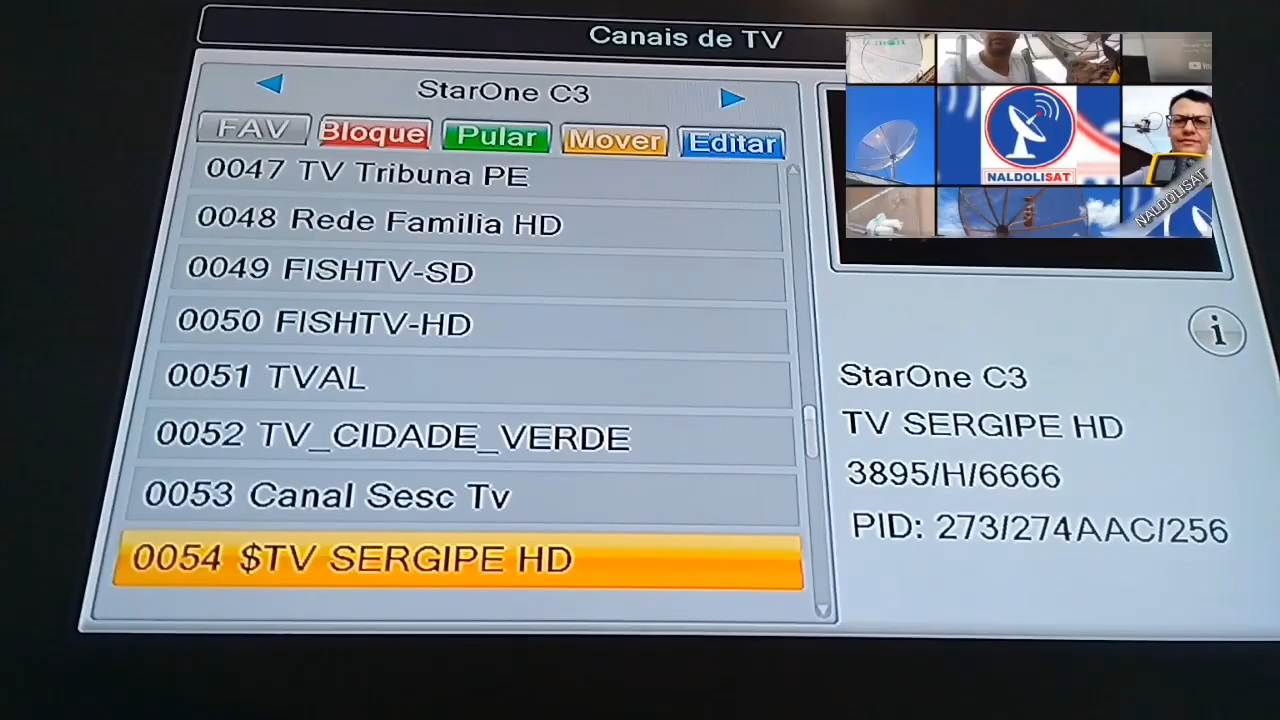 Canais de TV
StarOne C3
FAV Bloque Pular Mover Editar
0047 TV Tribuna PE
0048 Rede Familia HD
0049 FISHTV-SD
0050 FISHTV-HD
0051 TVAL
0052 TV_CIDADE_VERDE
0053 Canal Sesc Tv
0054 $TV SERGIPE HD
NALDOLISAT
NALDOLISAT
i
StarOne C3
TV SERGIPE HD
3895/H/6666
PID: 273/274AAC/256